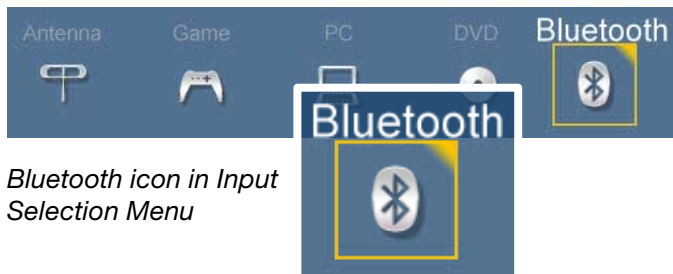 Antenna Game PC DVD Bluetooth
Bluetooth
Bluetooth icon in Input
Selection Menu